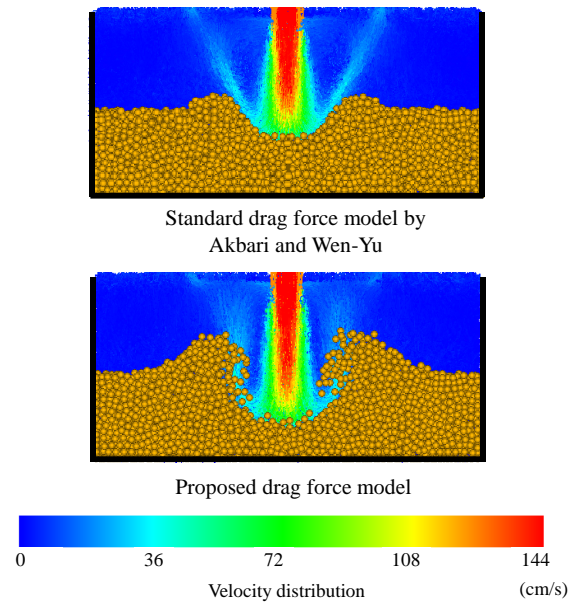 Standard drag force model by
Akbari and Wen-Yu
Proposed drag force model
0 36 72 108 144
Velocity distribution (cm/s)